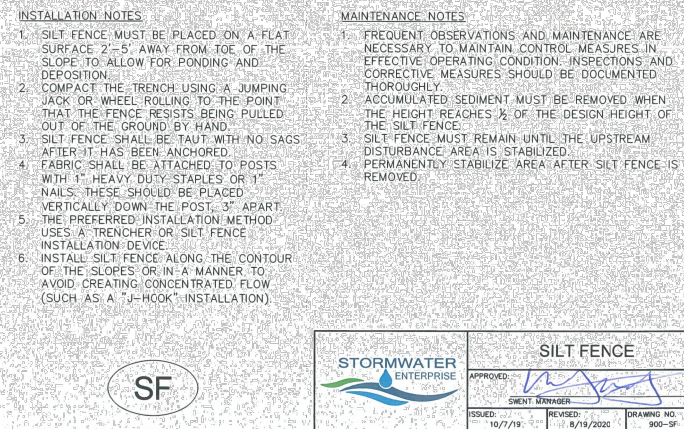 INSTALLATION NOTES
1. SILT FENCE MUST BE PLACED ON A FLAT
SURFACE 2'-5' AWAY FROM TOE OF THE
SLOPE TO ALLOW FOR PONDING AND
DEPOSITION.
2. COMPACT THE TRENCH USING A JUMPING
JACK OR WHEEL ROLLING TO THE POINT
THAT THE FENCE RESISTS BEING PULLED
OUT OF THE GROUND BY HAND.
3. SILT FENCE SHALL BE TAUT WITH NO SAGS
AFTER IT HAS BEEN ANCHORED.
4. FABRIC SHALL BE ATTACHED TO POSTS
WITH 1" HEAVY DUTY STAPLES OR 1"
NAILS. THESE SHOULD BE PLACED
VERTICALLY DOWN THE POST, 3" APART.
5. THE PREFERRED INSTALLATION METHOD
USES A TRENCHER OR SILT FENCE
INSTALLATION DEVICE.
6. INSTALL SILT FENCE ALONG THE CONTOUR
OF THE SLOPES OR IN A MANNER TO
AVOID CREATING CONCENTRATED FLOW
(SUCH AS A "J-HOOK" INSTALLATION).
MAINTENANCE NOTES
1. FREQUENT OBSERVATIONS AND MAINTENANCE ARE
NECESSARY TO MAINTAIN CONTROL MEASURES IN
EFFECTIVE OPERATING CONDITION. INSPECTIONS AND
CORRECTIVE MEASURES SHOULD BE DOCUMENTED
THOROUGHLY.
2. ACCUMULATED SEDIMENT MUST BE REMOVED WHEN
THE HEIGHT REACHES ½ OF THE DESIGN HEIGHT OF
THE SILT FENCE.
3. SILT FENCE MUST REMAIN UNTIL THE UPSTREAM
DISTURBANCE AREA IS STABILIZED.
4. PERMANENTLY STABILIZE AREA AFTER SILT FENCE IS
REMOVED.
SF
STORMWATER
ENTERPRISE
SILT FENCE
APPROVED:
SWENT MANAGER
ISSUED:
10/7/19
REVISED:
8/19/2020
DRAWING NO.
900-SF